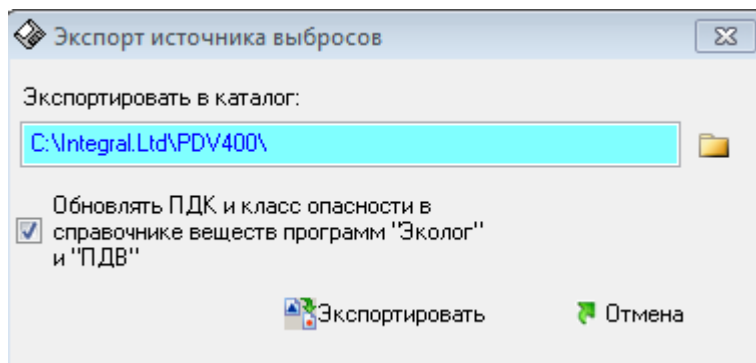 Экспорт источника выбросов
Экспортировать в каталог:
C:\Integral.Ltd\PDV400\
Обновлять ПДК и класс опасности в
справочнике веществ программ "Эколог"
и "ПДВ"
Экспортировать Отмена